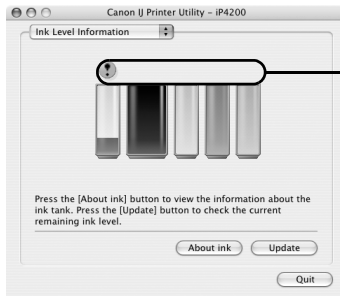 Canon IJ Printer Utility – iP4200
Ink Level Information
Press the [About ink] button to view the information about the
ink tank. Press the [Update] button to check the current
remaining ink level.
About ink Update
Quit